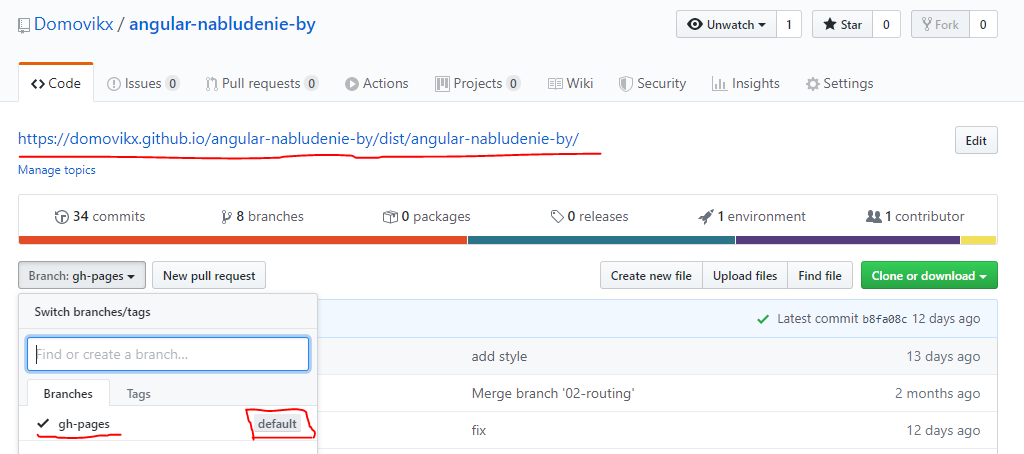 Domovikx / angular-nabludenie-by
Unwatch 1 Star 0 Fork 0
Code Issues 0 Pull requests 0 Actions Projects 0 Wiki Security Insights Settings
https://domovikx.github.io/angular-nabludenie-by/dist/angular-nabludenie-by/
Edit
Manage topics
34 commits 8 branches 0 packages 0 releases 1 environment 1 contributor
Branch: gh-pages New pull request Create new file Upload files Find file Clone or download
Switch branches/tags
Latest commit b8fa08c 12 days ago
Find or create a branch...
add style 13 days ago
Branches Tags
Merge branch '02-routing' 2 months ago
gh-pages default
fix 12 days ago